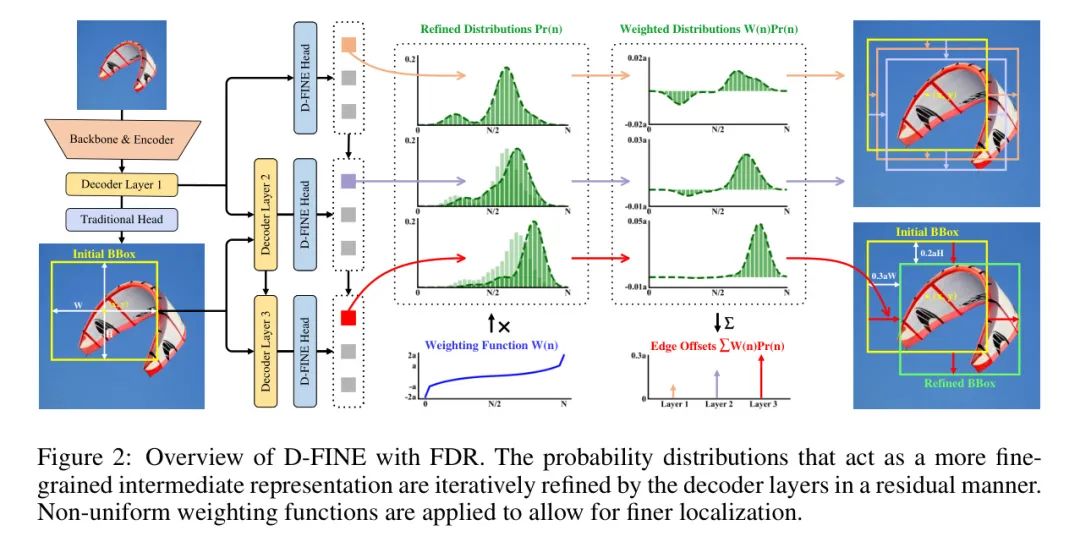 Refined Distributions Pr(n)
Weighted Distributions W(n)Pr(n)
Backbone & Encoder
Decoder Layer 1
Traditional Head
Initial BBox
W
H
Decoder Layer 2
Decoder Layer 3
D-FINE Head
D-FINE Head
D-FINE Head
0.2
0 N/2 N
0.2
0 N/2 N
0.2
0 N/2 N
0.02a
-0.02a
0 N/2 N
0.03a
-0.01a
0 N/2 N
0.05a
-0.01a
0 N/2 N
×
Σ
Weighting Function W(n)
2a
a
-a
-2a
0 N/2 N
Edge Offsets ∑W(n)Pr(n)
0.3a
0
Layer 1 Layer 2 Layer 3
(x, y)
Initial BBox
0.2aH
0.3aW
(x, y)
Refined BBox
Figure 2: Overview of D-FINE with FDR. The probability distributions that act as a more fine-
grained intermediate representation are iteratively refined by the decoder layers in a residual manner.
Non-uniform weighting functions are applied to allow for finer localization.